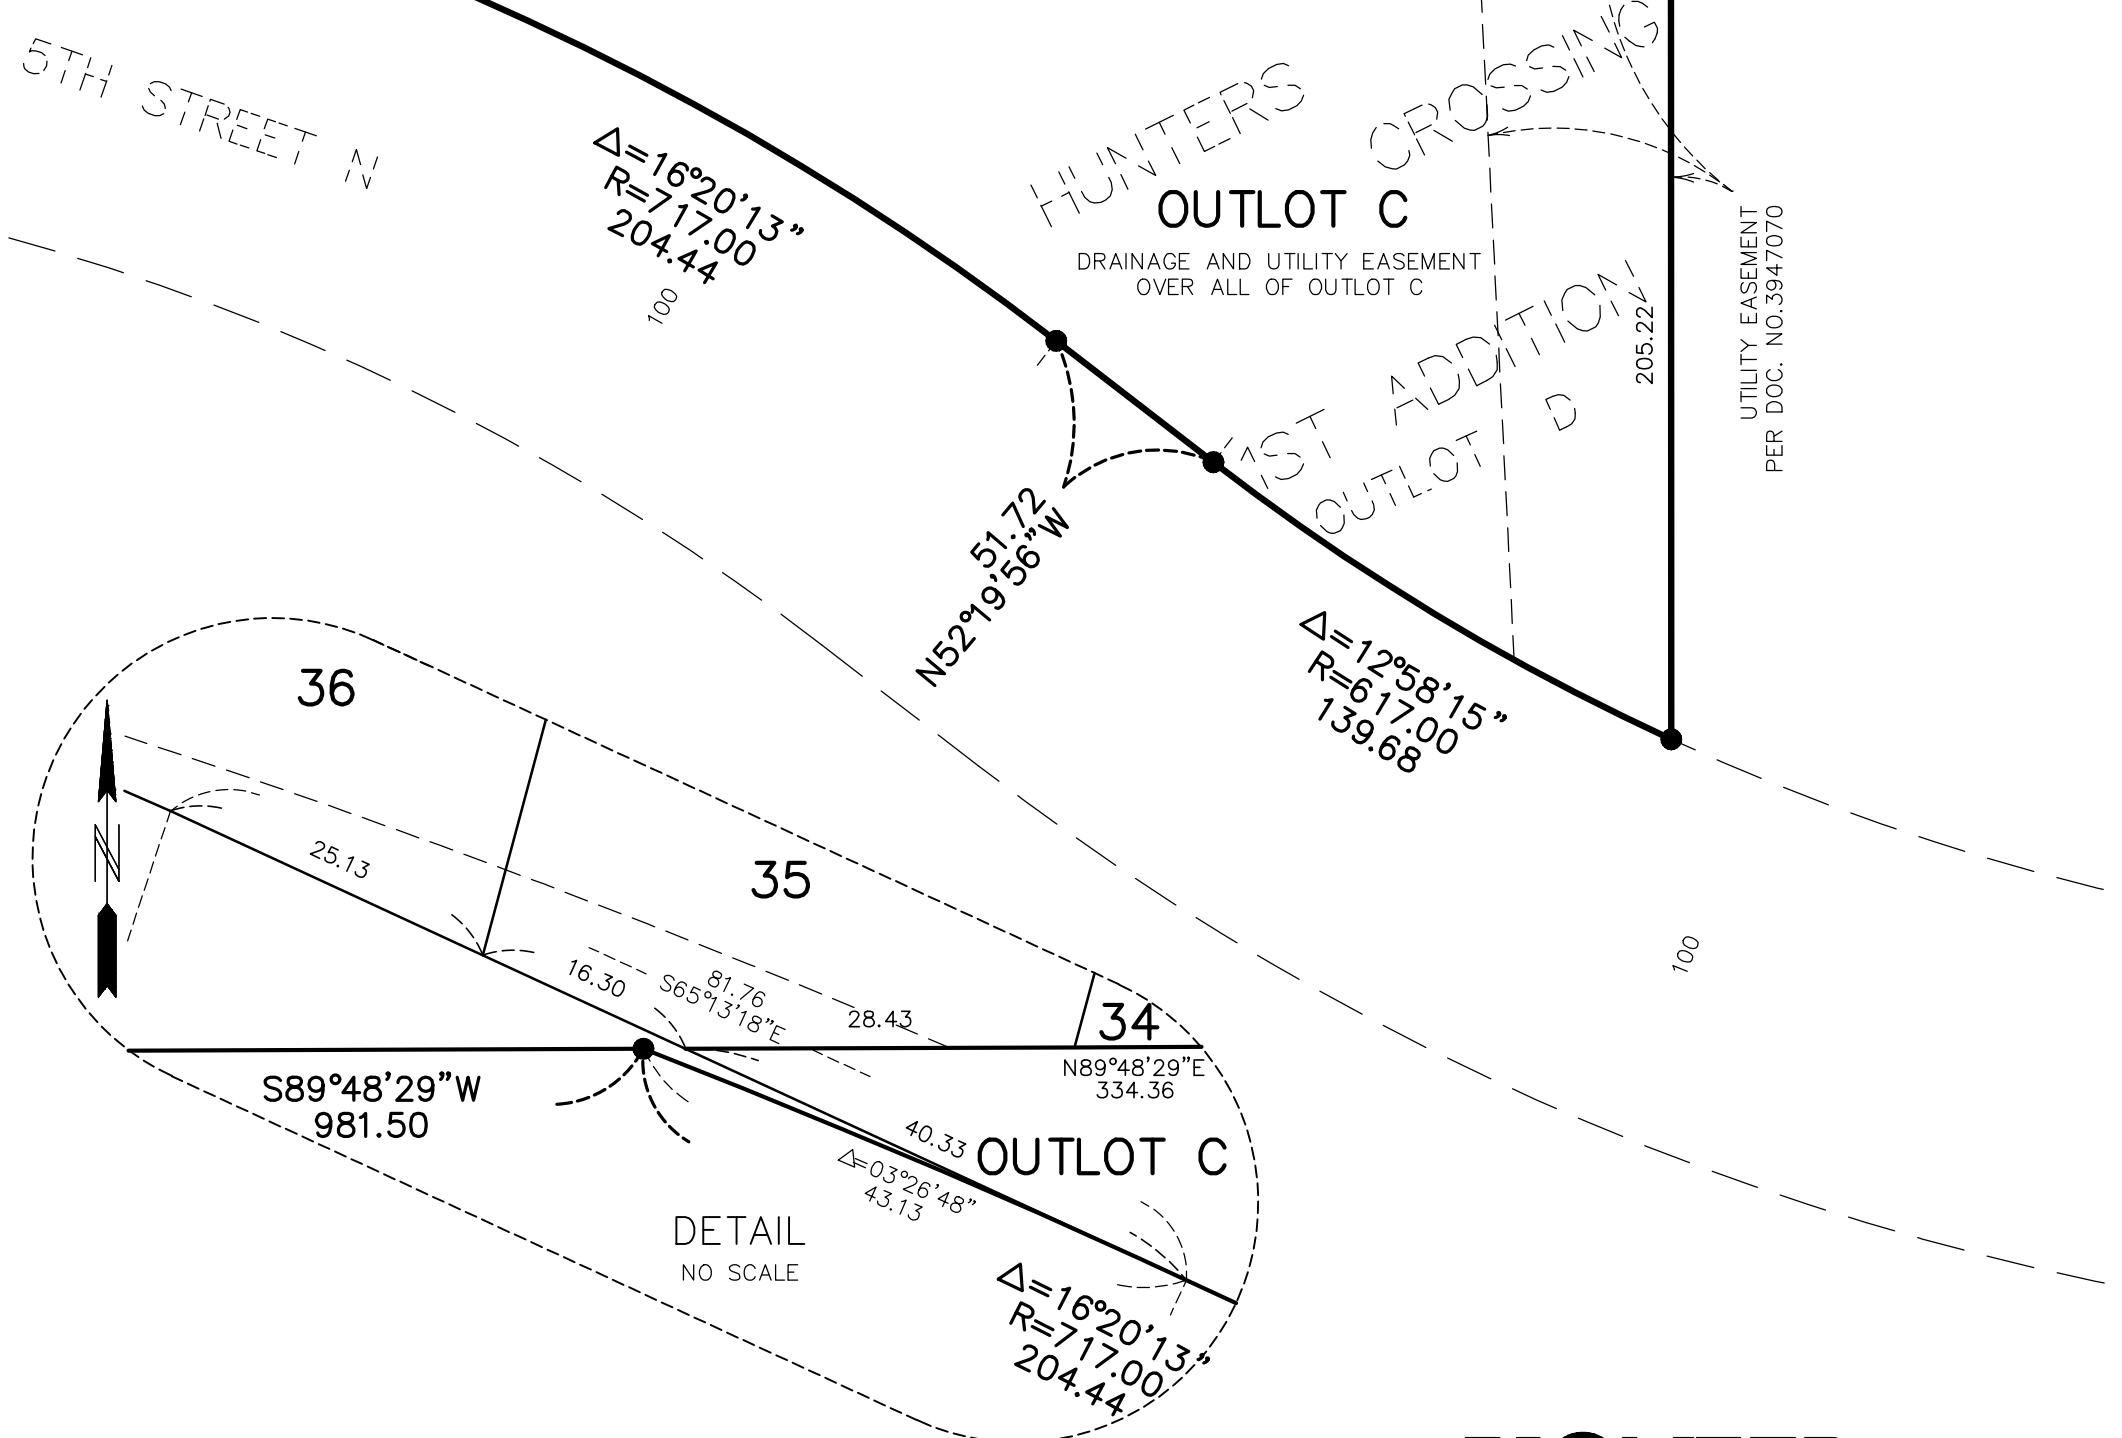 5TH STREET N
HUNTERS CROSSING
1ST ADDITION
OUTLOT D
OUTLOT C
DRAINAGE AND UTILITY EASEMENT
OVER ALL OF OUTLOT C
Δ=16°20'13"
R=717.00
204.44
100
205.22
UTILITY EASEMENT
PER DOC. NO.3947070
51.72
N52°19'56"W
Δ=12°58'15"
R=617.00
139.68
100
36
35
34
N
25.13
16.30
81.76
S65°13'18"E
28.43
N89°48'29"E
334.36
S89°48'29"W
981.50
40.33
OUTLOT C
Δ=03°26'48"
43.13
DETAIL
NO SCALE
Δ=16°20'13"
R=717.00
204.44